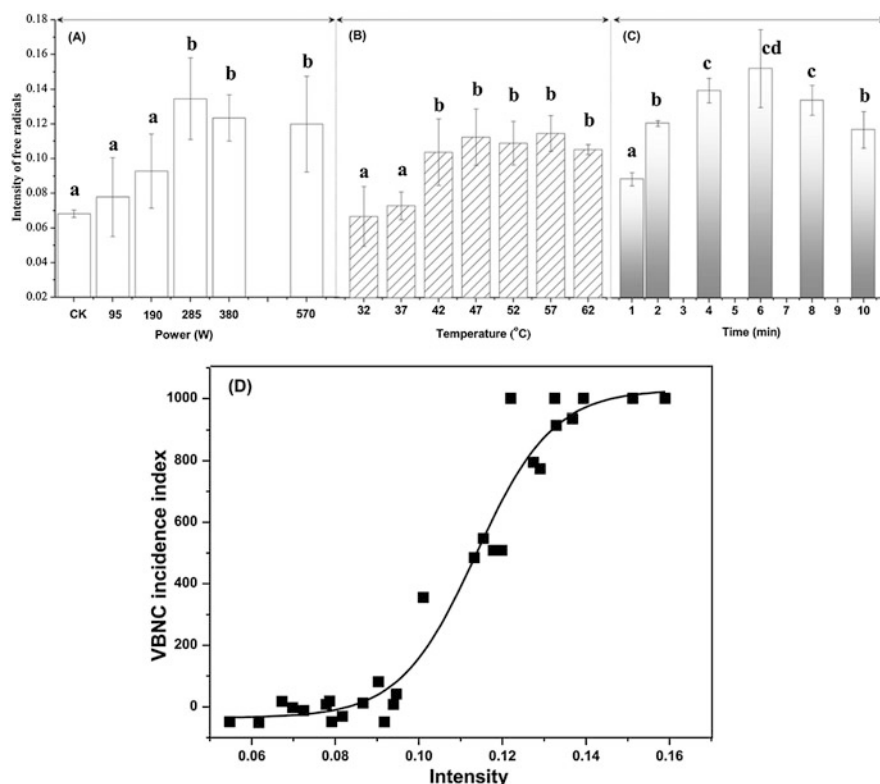 (A) (B) (C)
b cd
b b c c
a a b b b b b b b
a a a a
Intensity of free radicals
0.18
0.16
0.14
0.12
0.10
0.08
0.06
0.04
0.02
CK 95 190 285 380 570 32 37 42 47 52 57 62 1 2 3 4 5 6 7 8 9 10
Power (W) Temperature (°C) Time (min)
(D)
VBNC incidence index
1000
800
600
400
200
0
0.06 0.08 0.10 0.12 0.14 0.16
Intensity